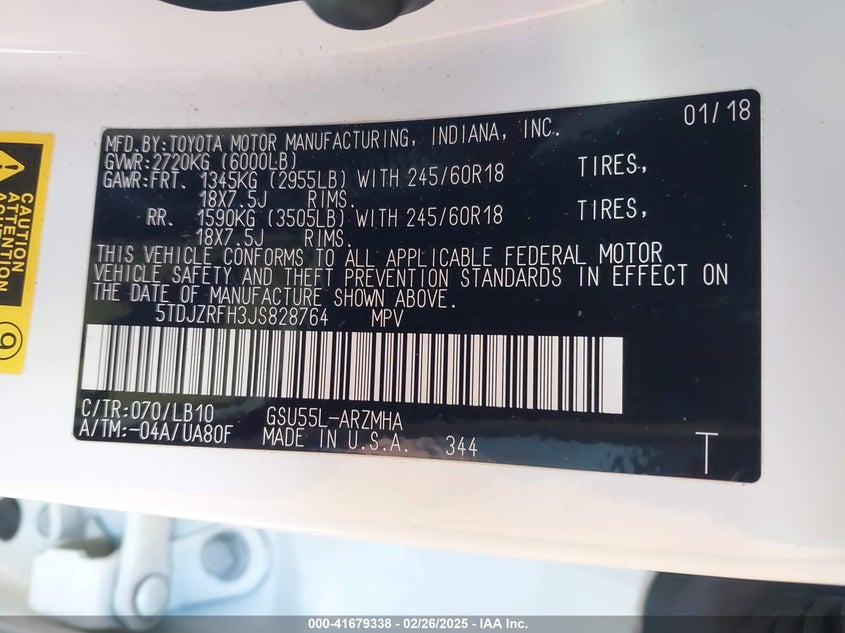 MFD.BY:TOYOTA MOTOR MANUFACTURING, INDIANA, INC. 01/18
GVWR:2720KG (6000LB)
GAWR:FRT. 1345KG (2955LB) WITH 245/60R18 TIRES,
18X7.5J RIMS.
RR. 1590KG (3505LB) WITH 245/60R18 TIRES,
18X7.5J RIMS.
THIS VEHICLE CONFORMS TO ALL APPLICABLE FEDERAL MOTOR
VEHICLE SAFETY AND THEFT PREVENTION STANDARDS IN EFFECT ON
THE DATE OF MANUFACTURE SHOWN ABOVE.
5TDJZRFH3JS828764 MPV
C/TR:070/LB10 GSU55L-ARZMHA
A/TM:-04A/UA80F MADE IN U.S.A. 344
T
CAUTION
ATTENTION
9
000-41679338 - 02/26/2025 - IAA Inc.